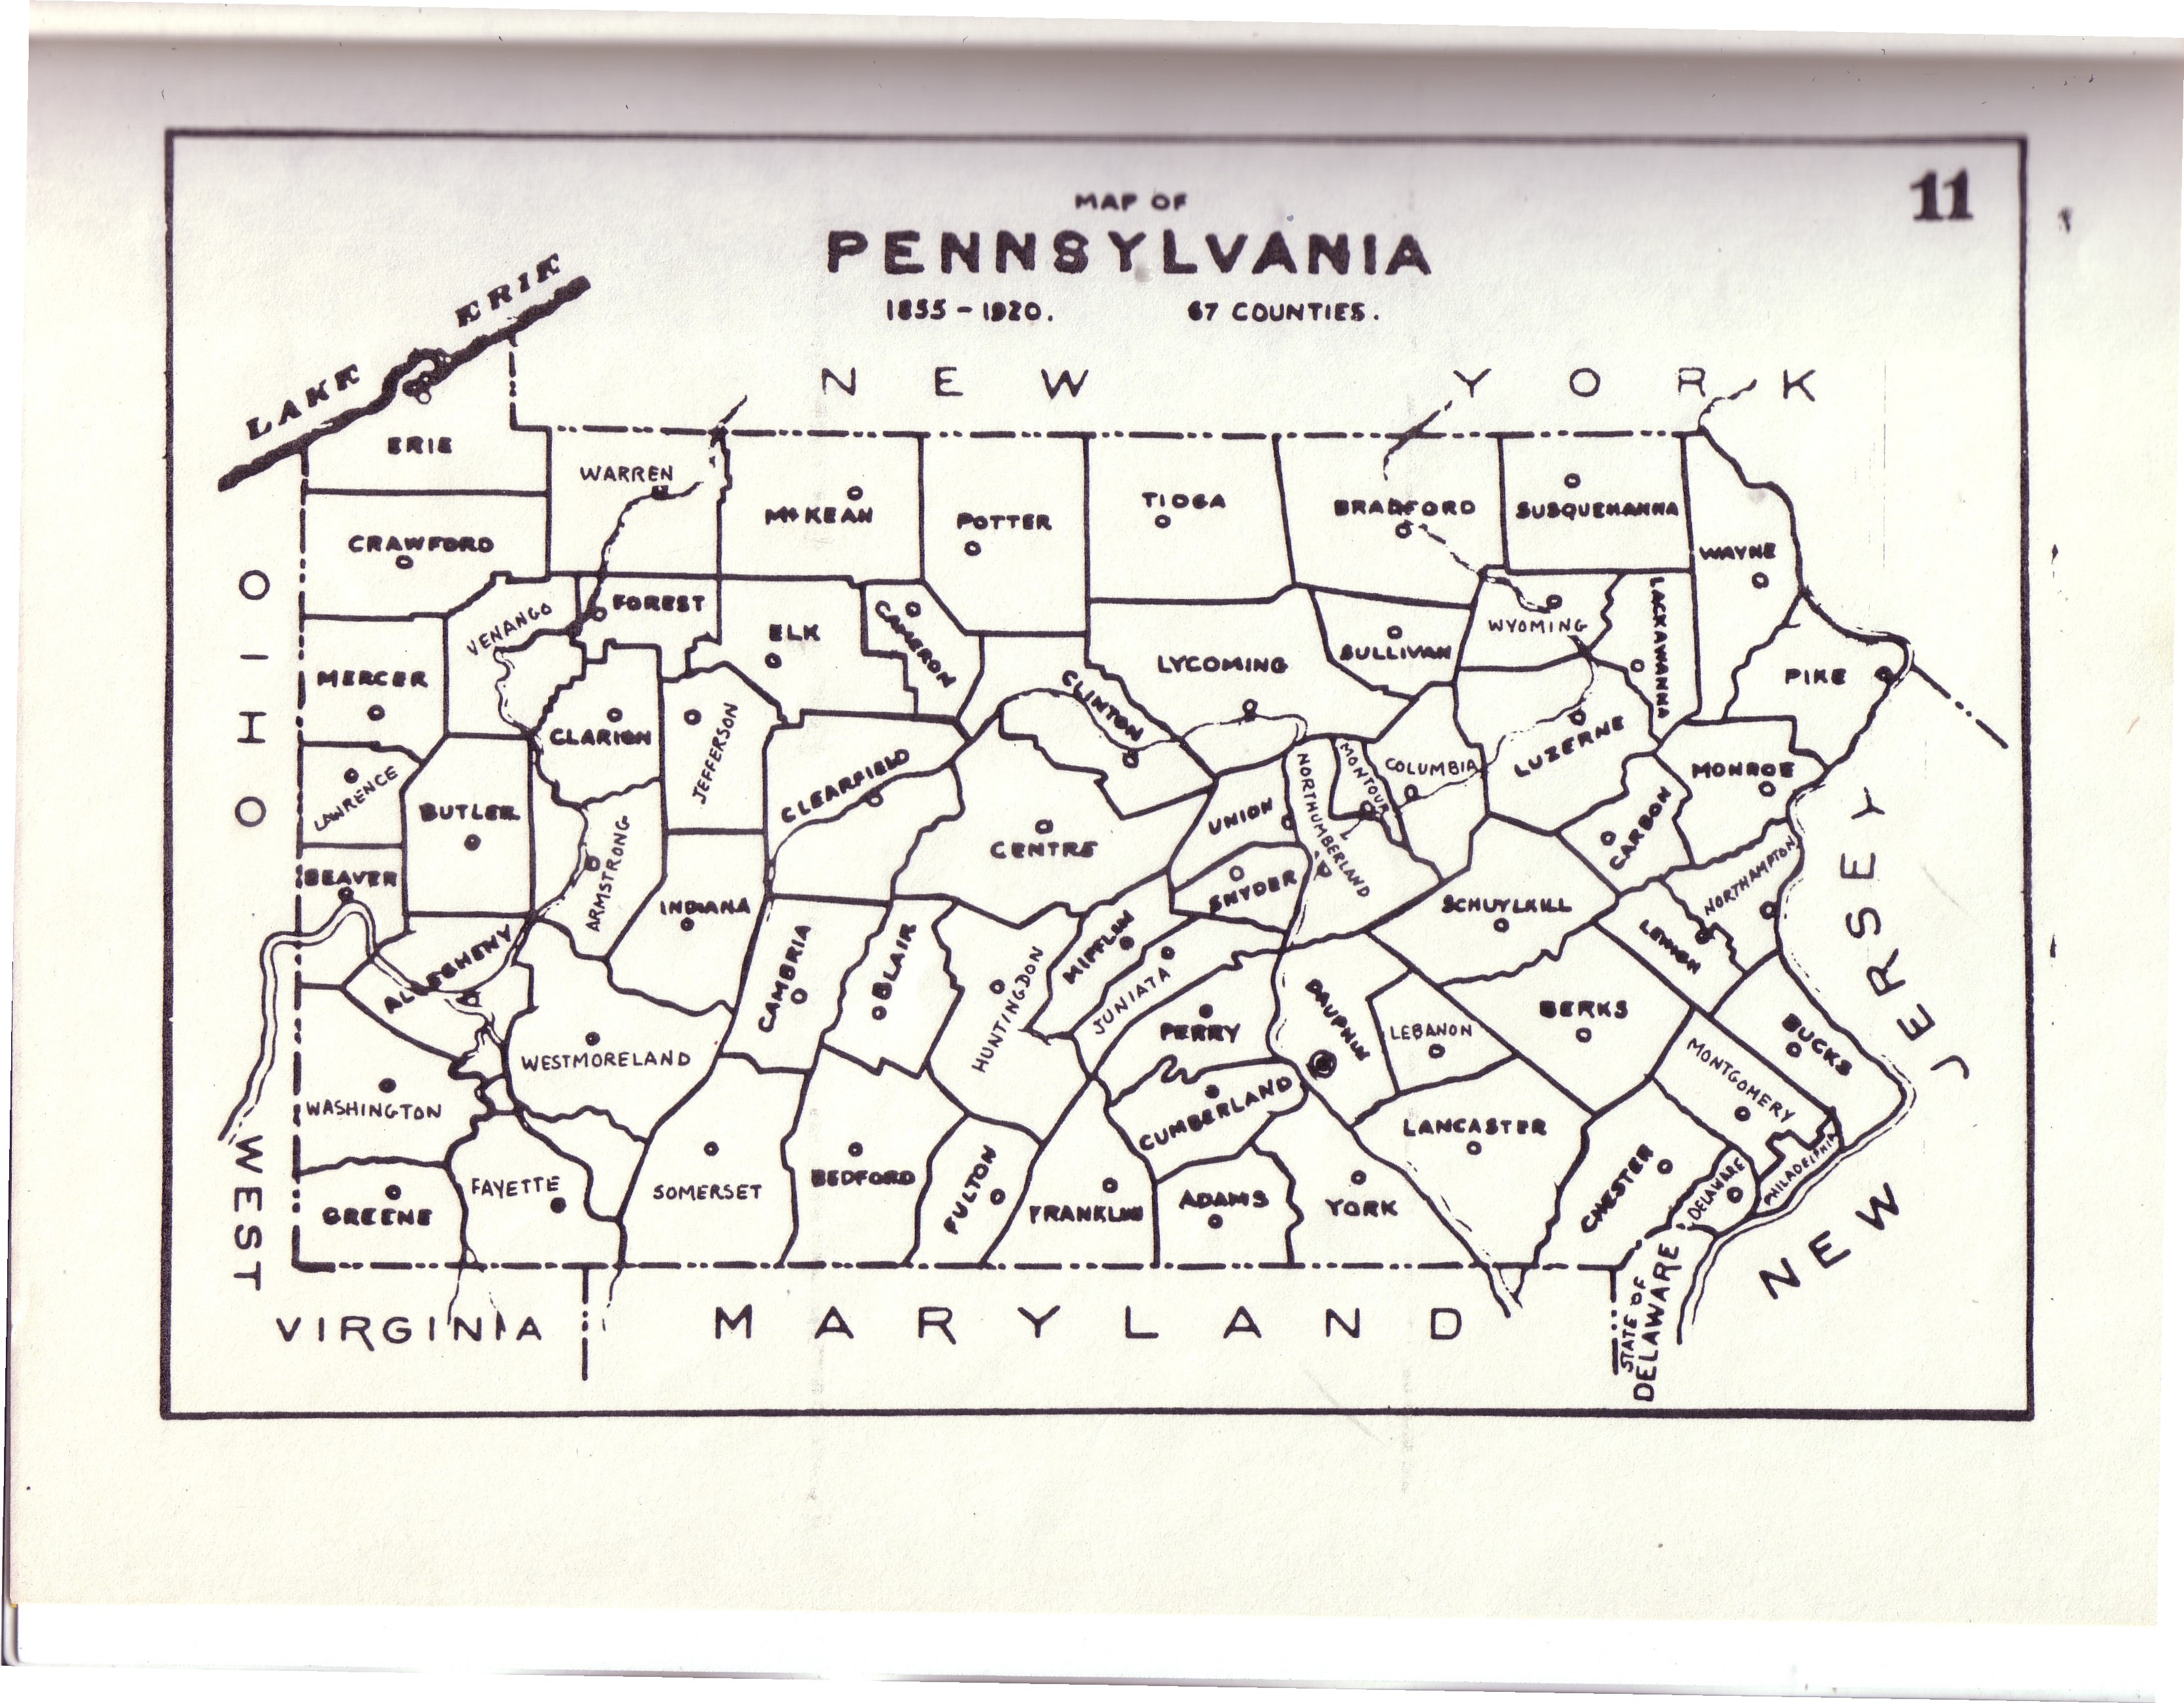 11
MAP OF
PENNSYLVANIA
1855-1920. 67 COUNTIES.
LAKE ERIE
NEW YORK
ERIE
WARREN
McKEAN
POTTER
TIOGA
BRADFORD
SUSQUEHANNA
WAYNE
CRAWFORD
VENANGO
FOREST
ELK
CAMERON
LYCOMING
SULLIVAN
WYOMING
LACKAWANNA
PIKE
OIHO
MERCER
CLARION
JEFFERSON
CLINTON
CLEARFIELD
LAWRENCE
BUTLER
ARMSTRONG
CENTRE
UNION
NORTHUMBERLAND
MONTOUR
COLUMBIA
LUZERNE
MONROE
CARBON
BEAVER
INDIANA
SNYDER
SCHUYLKILL
NORTHAMPTON
LEHIGH
ALLEGHENY
CAMBRIA
BLAIR
HUNTINGDON
MIFFLIN
JUNIATA
PERRY
DAUPHIN
LEBANON
BERKS
BUCKS
MONTGOMERY
WESTMORELAND
WASHINGTON
CUMBERLAND
LANCASTER
CHESTER
DELAWARE
PHILADELPHIA
GREENE
FAYETTE
SOMERSET
BEDFORD
FULTON
FRANKLIN
ADAMS
YORK
NEW JERSEY
WEST
VIRGINIA
MARYLAND
STATE OF
DELAWARE